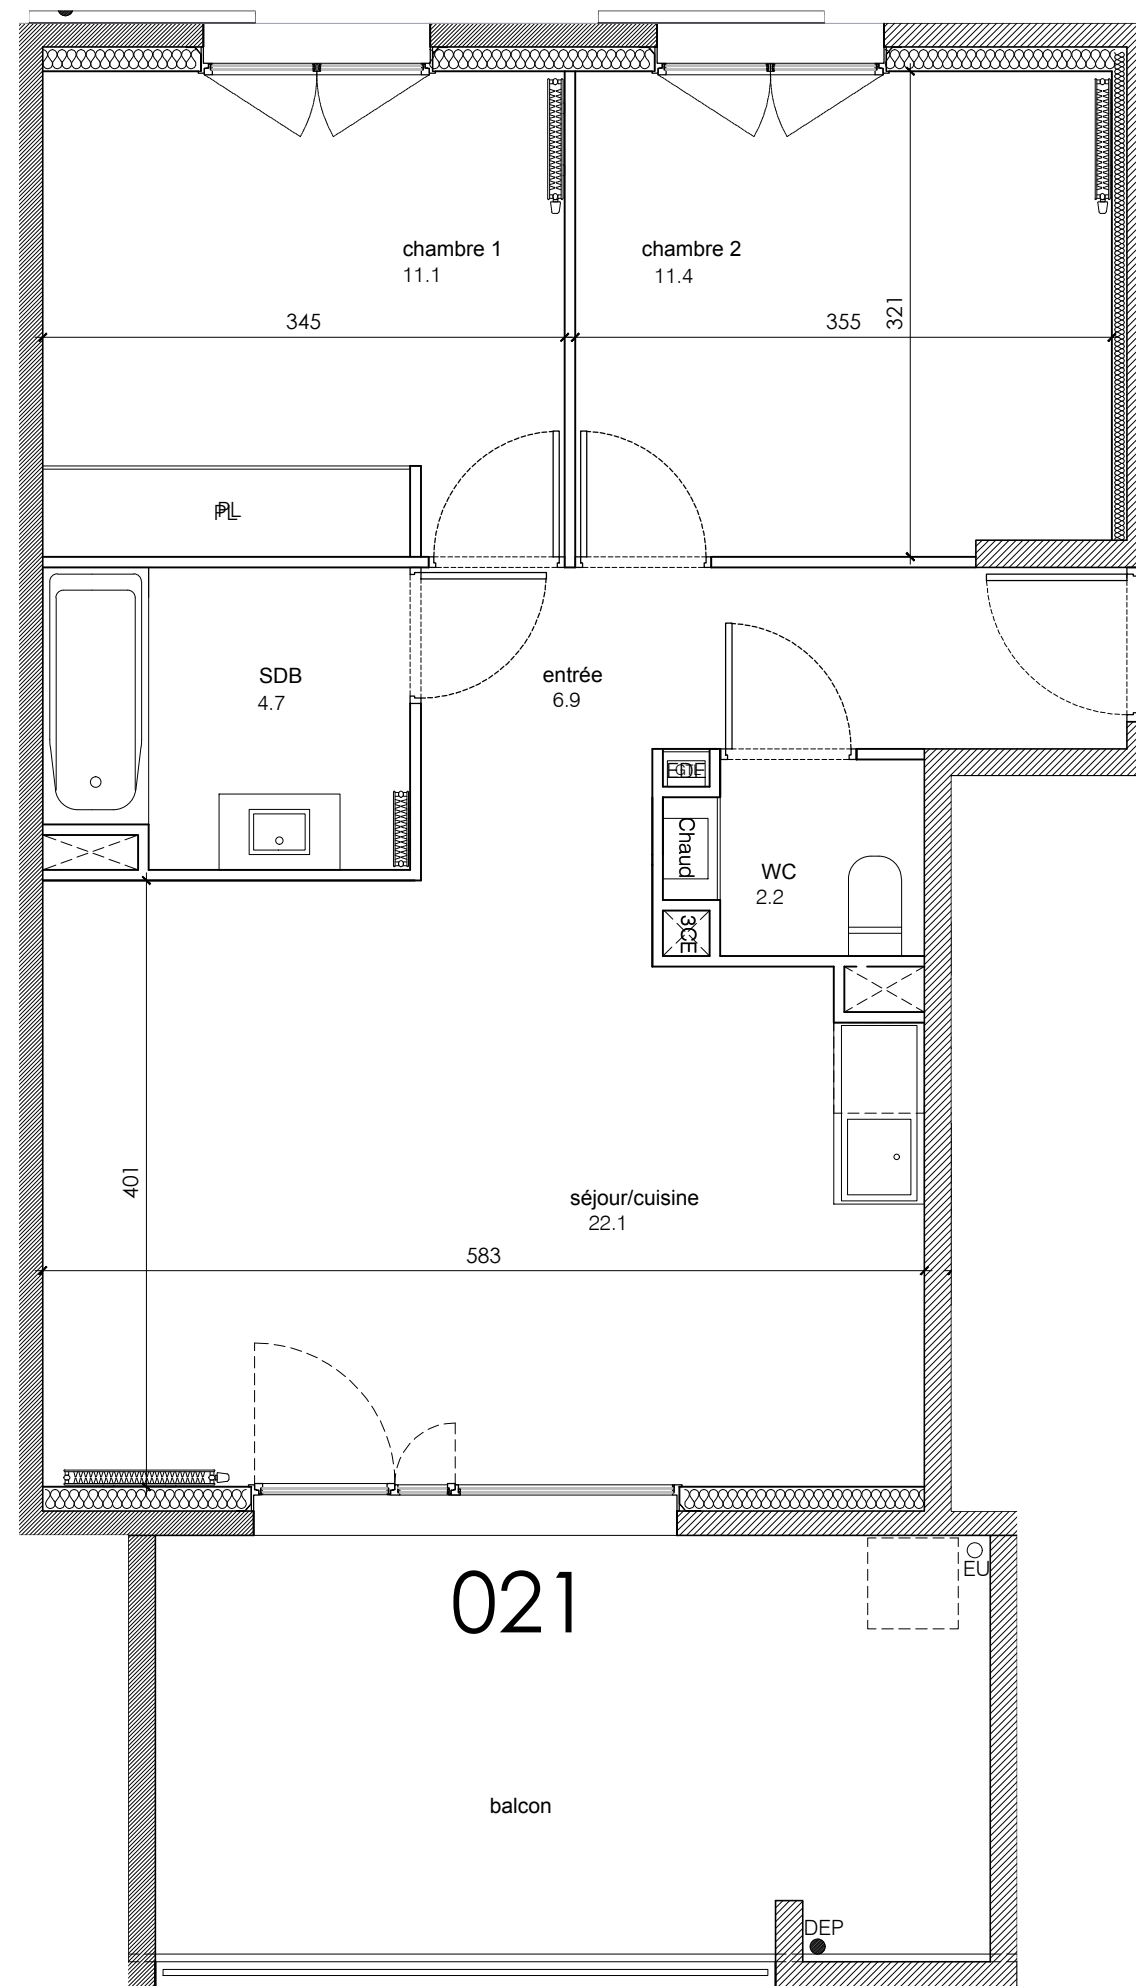 chambre 1
11.1
chambre 2
11.4
345
355
321
PL
SDB
4.7
entrée
6.9
Chaud
WC
2.2
3CE
401
séjour/cuisine
22.1
583
021
EU
balcon
DEP